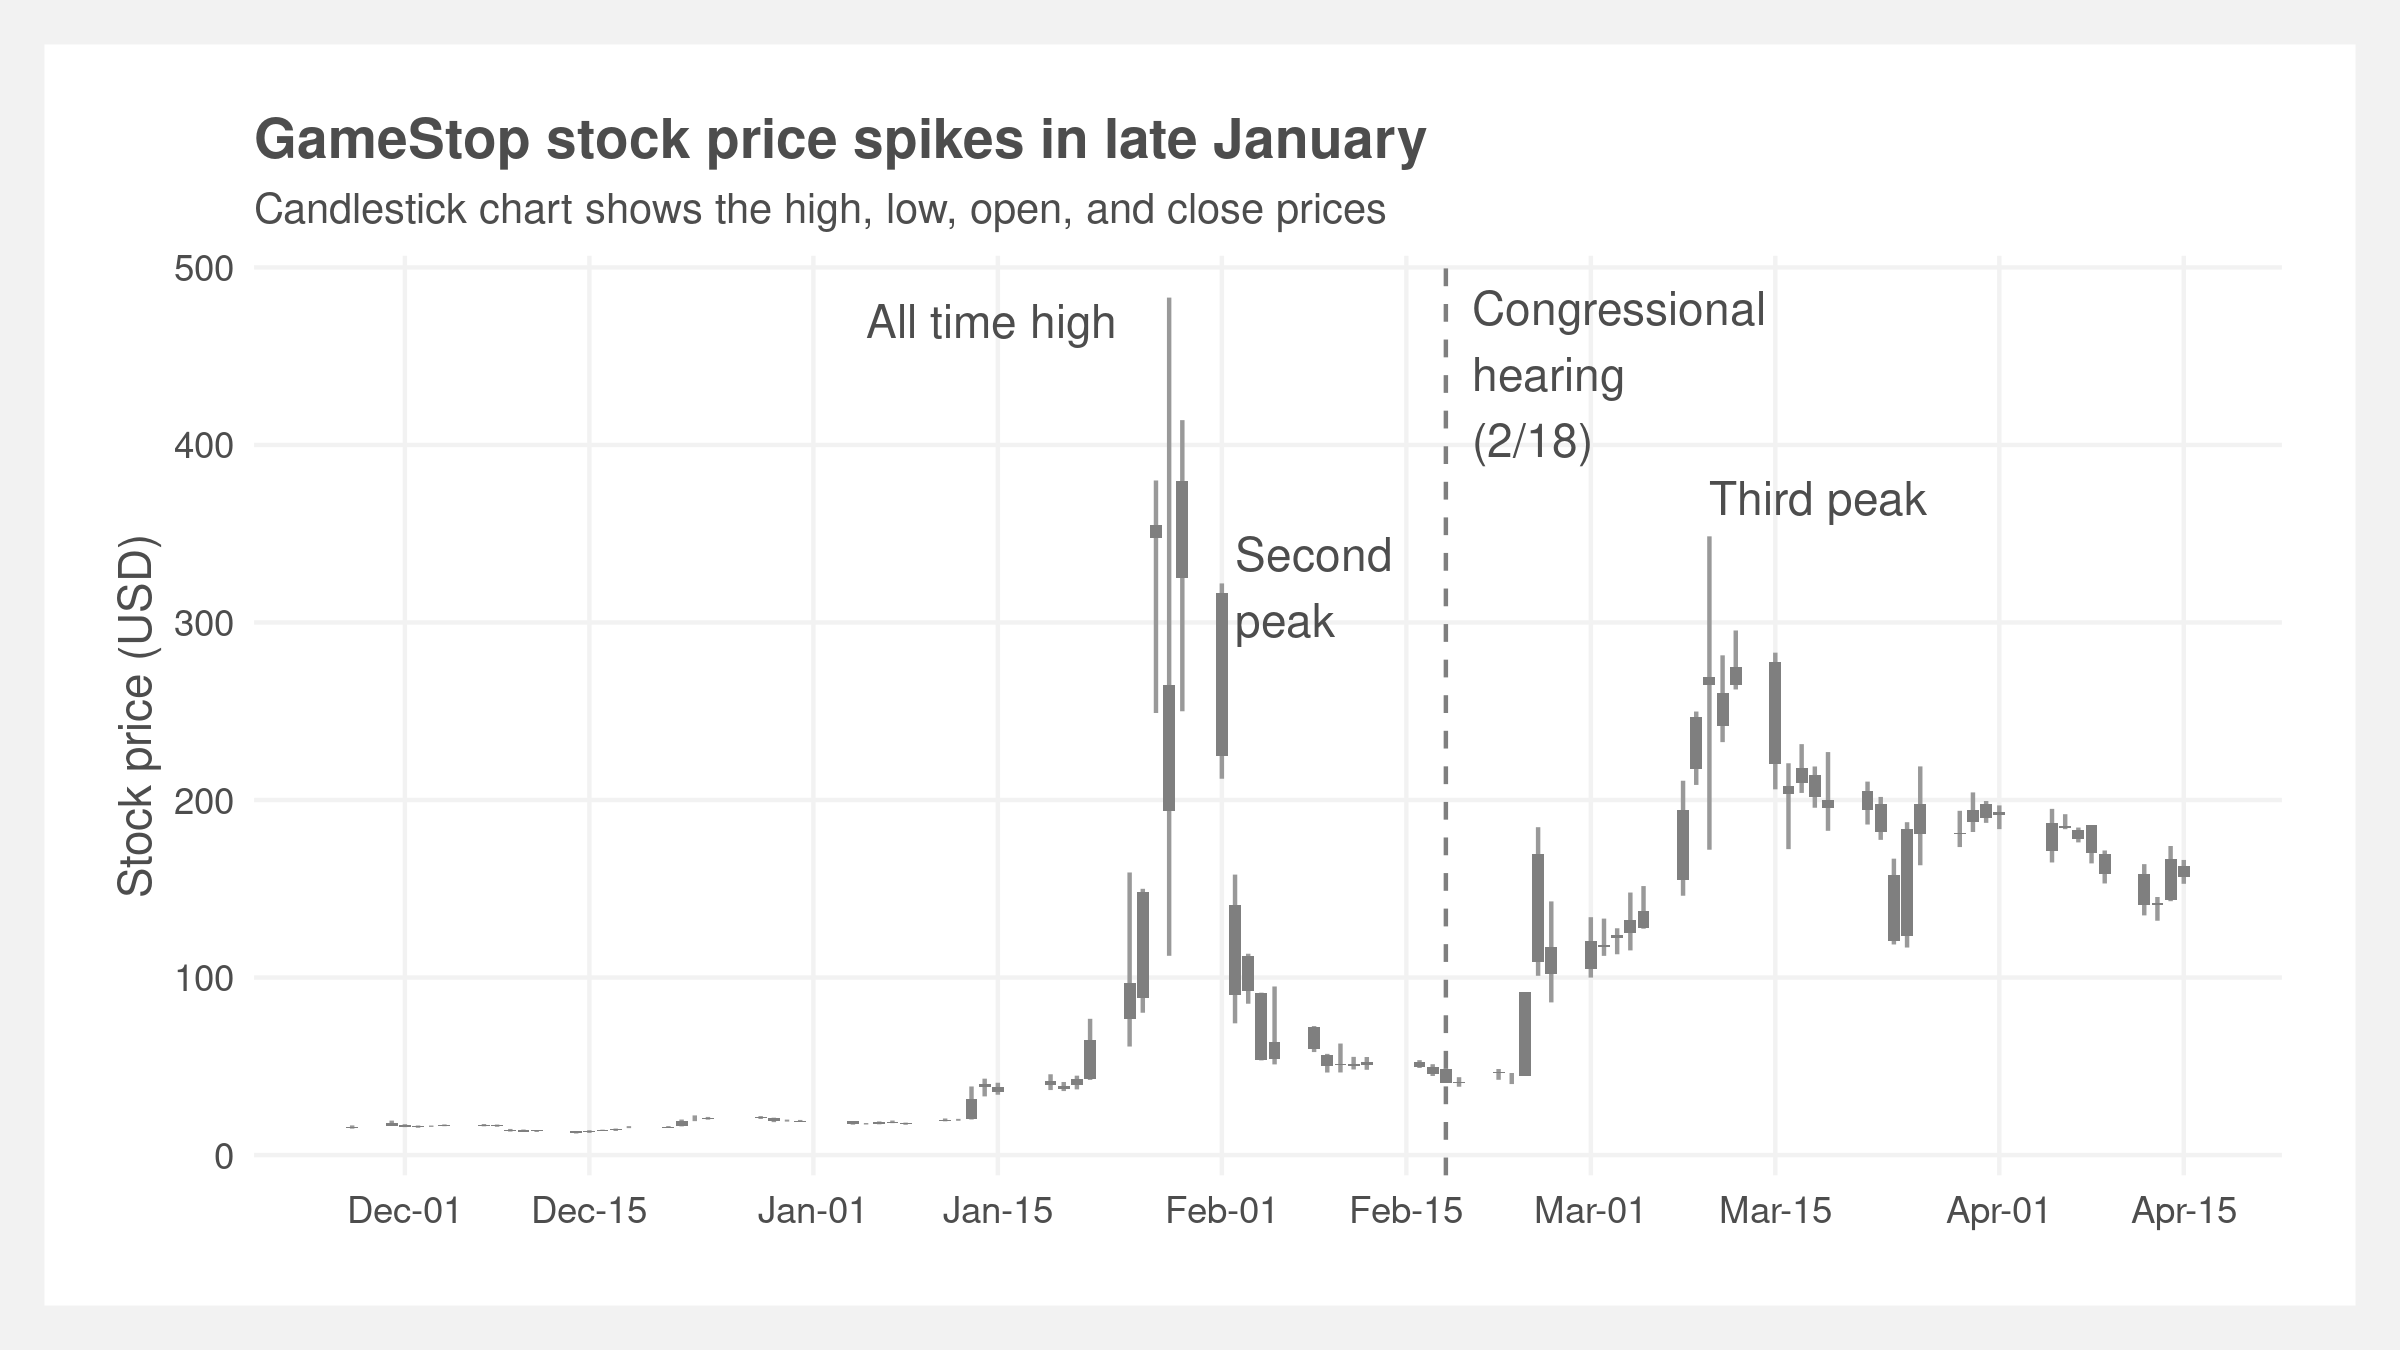 GameStop stock price spikes in late January
Candlestick chart shows the high, low, open, and close prices
Stock price (USD)
500
400
300
200
100
0
All time high
Second
peak
Congressional
hearing
(2/18)
Third peak
Dec-01
Dec-15
Jan-01
Jan-15
Feb-01
Feb-15
Mar-01
Mar-15
Apr-01
Apr-15